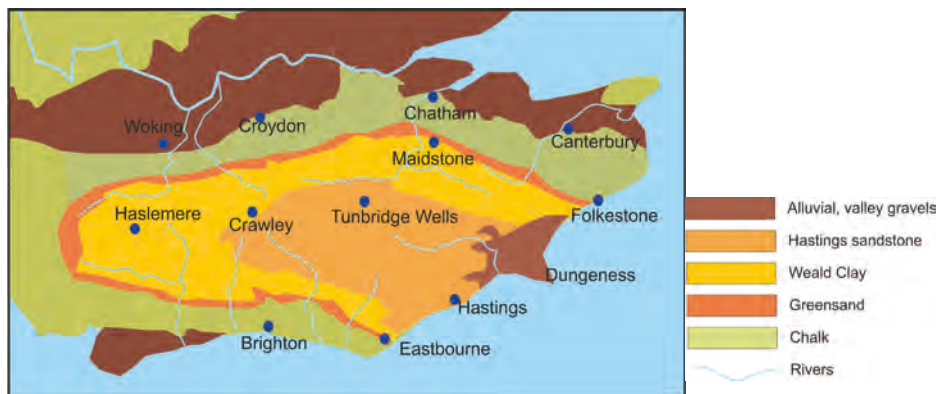 Chatham
Woking
Croydon
Canterbury
Maidstone
Haslemere
Crawley
Tunbridge Wells
Folkestone
Dungeness
Hastings
Brighton
Eastbourne
Alluvial, valley gravels
Hastings sandstone
Weald Clay
Greensand
Chalk
Rivers